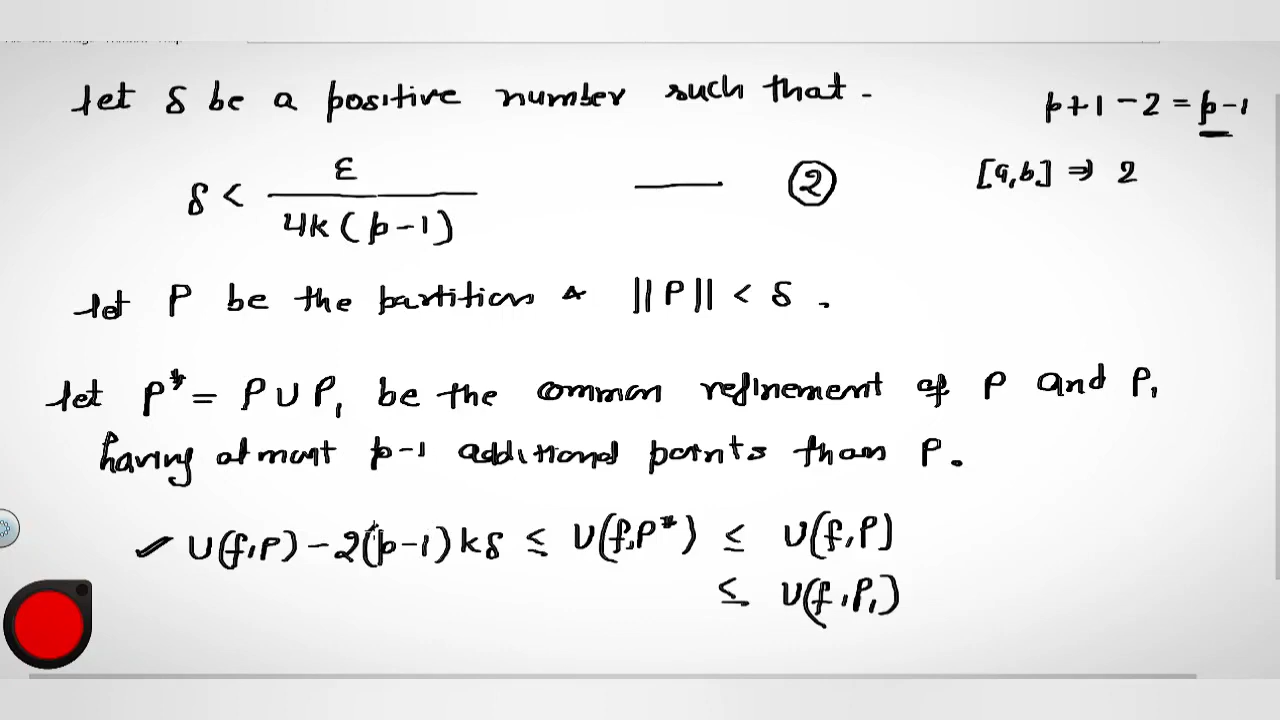 let δ be a positive number such that -
p+1-2 = p-1
δ < ε / 4k(p-1) —— ②
[a,b] ⇒ 2
let P be the partition & ||P|| < δ .
let P* = P ∪ P₁ be the common refinement of P and P₁
having atmost p-1 additional points than P.
✓ U(f,P) - 2(p-1)kδ ≤ U(f,P*) ≤ U(f,P)
≤ U(f,P₁)